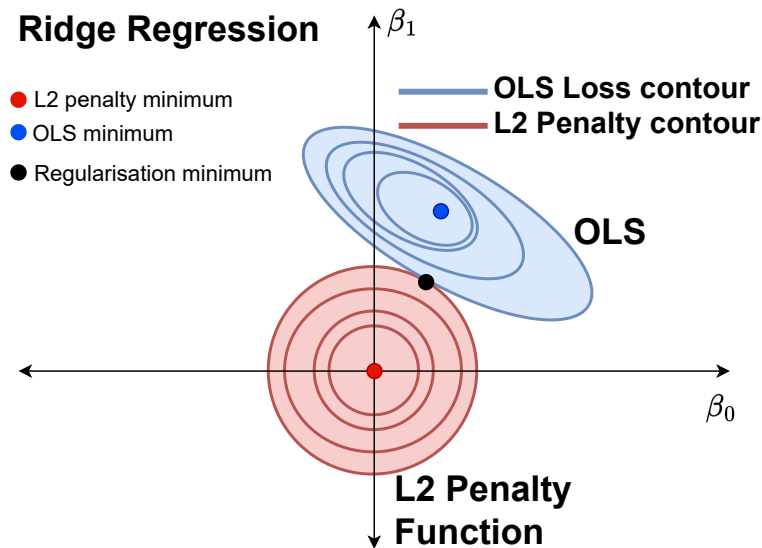 Ridge Regression
β₁
L2 penalty minimum
OLS minimum
Regularisation minimum
OLS Loss contour
L2 Penalty contour
OLS
β₀
L2 Penalty
Function